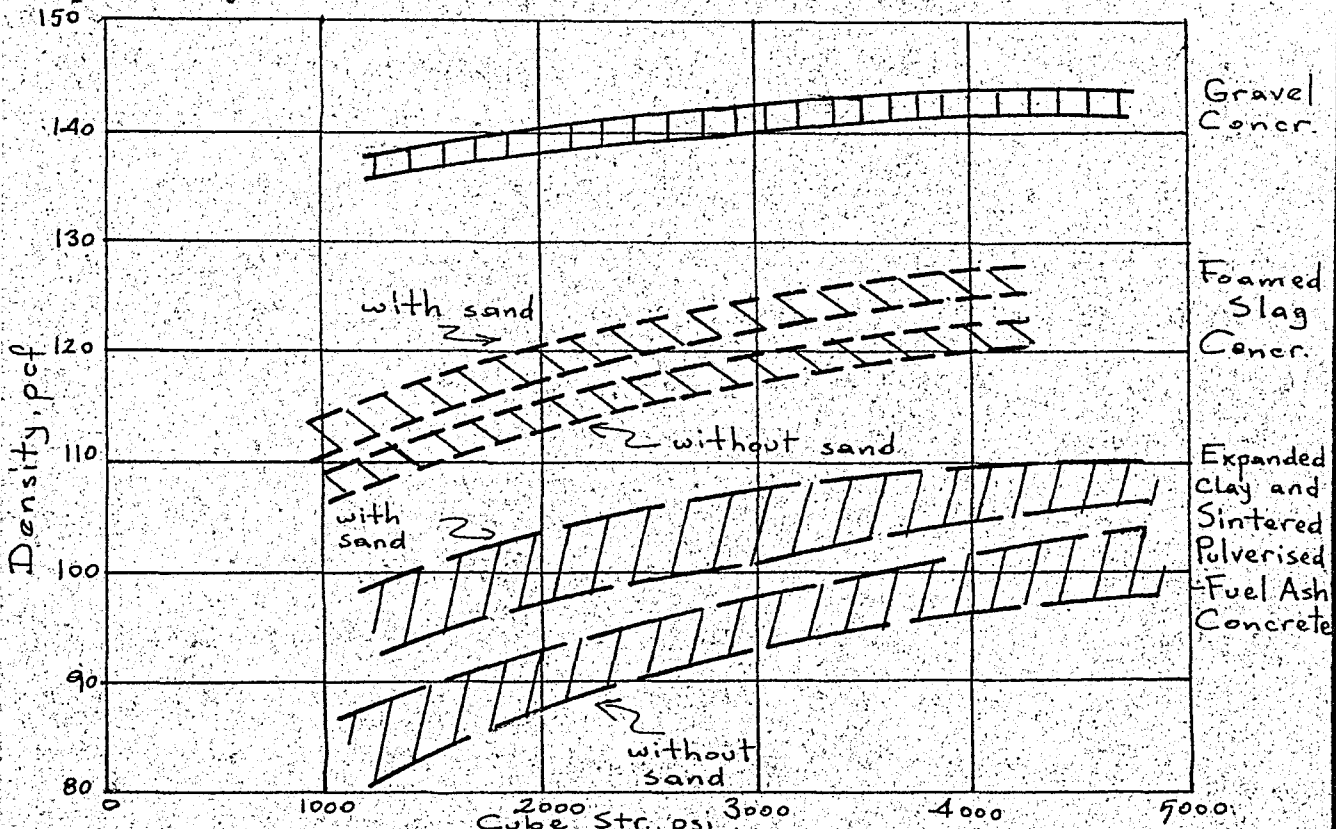 150
140
130
120
110
100
90
80
Density, pcf
0
1000
2000
3000
4000
5000
Cube Str. psi
Gravel
Concr.
Foamed
Slag
Concr.
Expanded
Clay and
Sintered
Pulverised
-Fuel Ash
Concrete
with sand
without sand
with
sand
without
sand